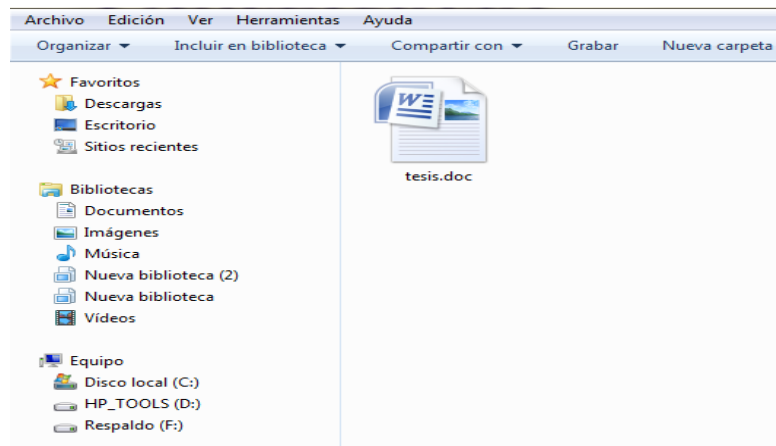 Archivo Edición Ver Herramientas Ayuda
Organizar Incluir en biblioteca Compartir con Grabar Nueva carpeta
Favoritos
Descargas
Escritorio
Sitios recientes
Bibliotecas
Documentos
Imágenes
Música
Nueva biblioteca (2)
Nueva biblioteca
Vídeos
Equipo
Disco local (C:)
HP_TOOLS (D:)
Respaldo (F:)
W
tesis.doc